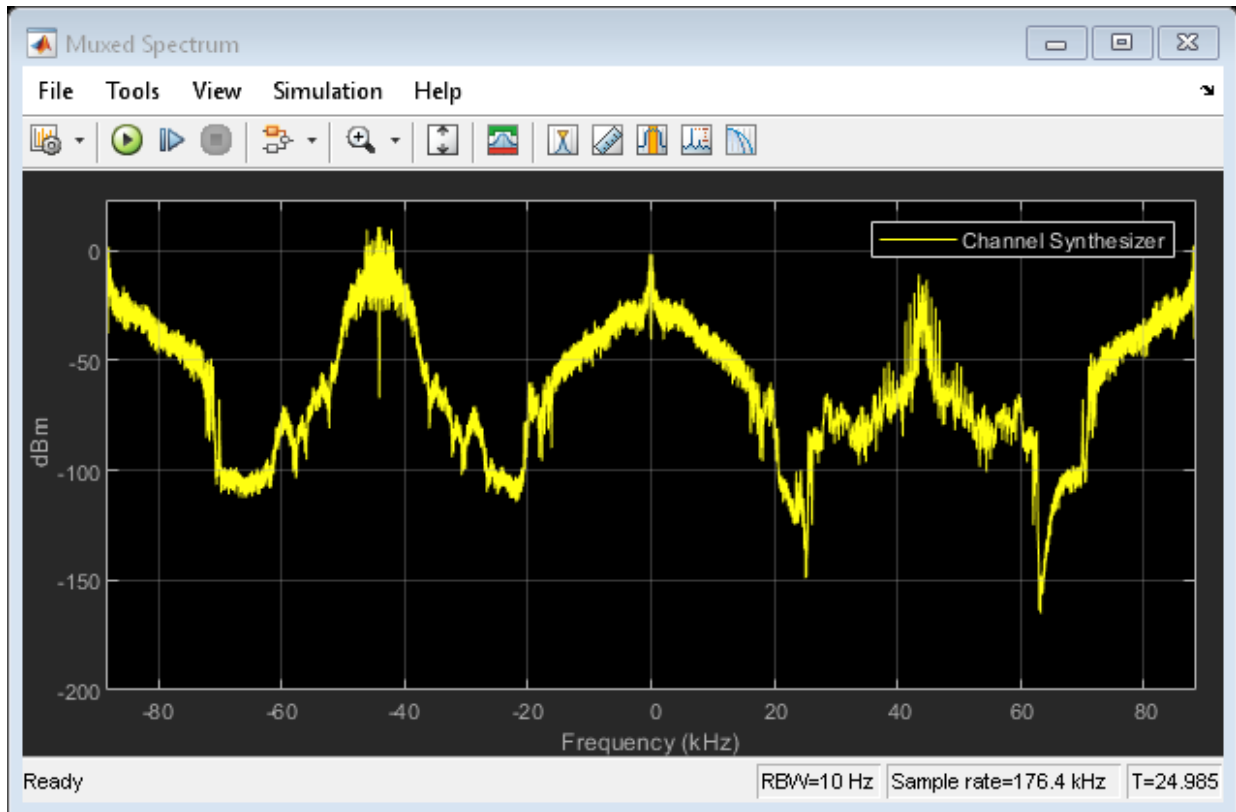 Muxed Spectrum
File Tools View Simulation Help
Channel Synthesizer
0
-50
-100
-150
-200
dBm
-80 -60 -40 -20 0 20 40 60 80
Frequency (kHz)
Ready RBW=10 Hz Sample rate=176.4 kHz T=24.985